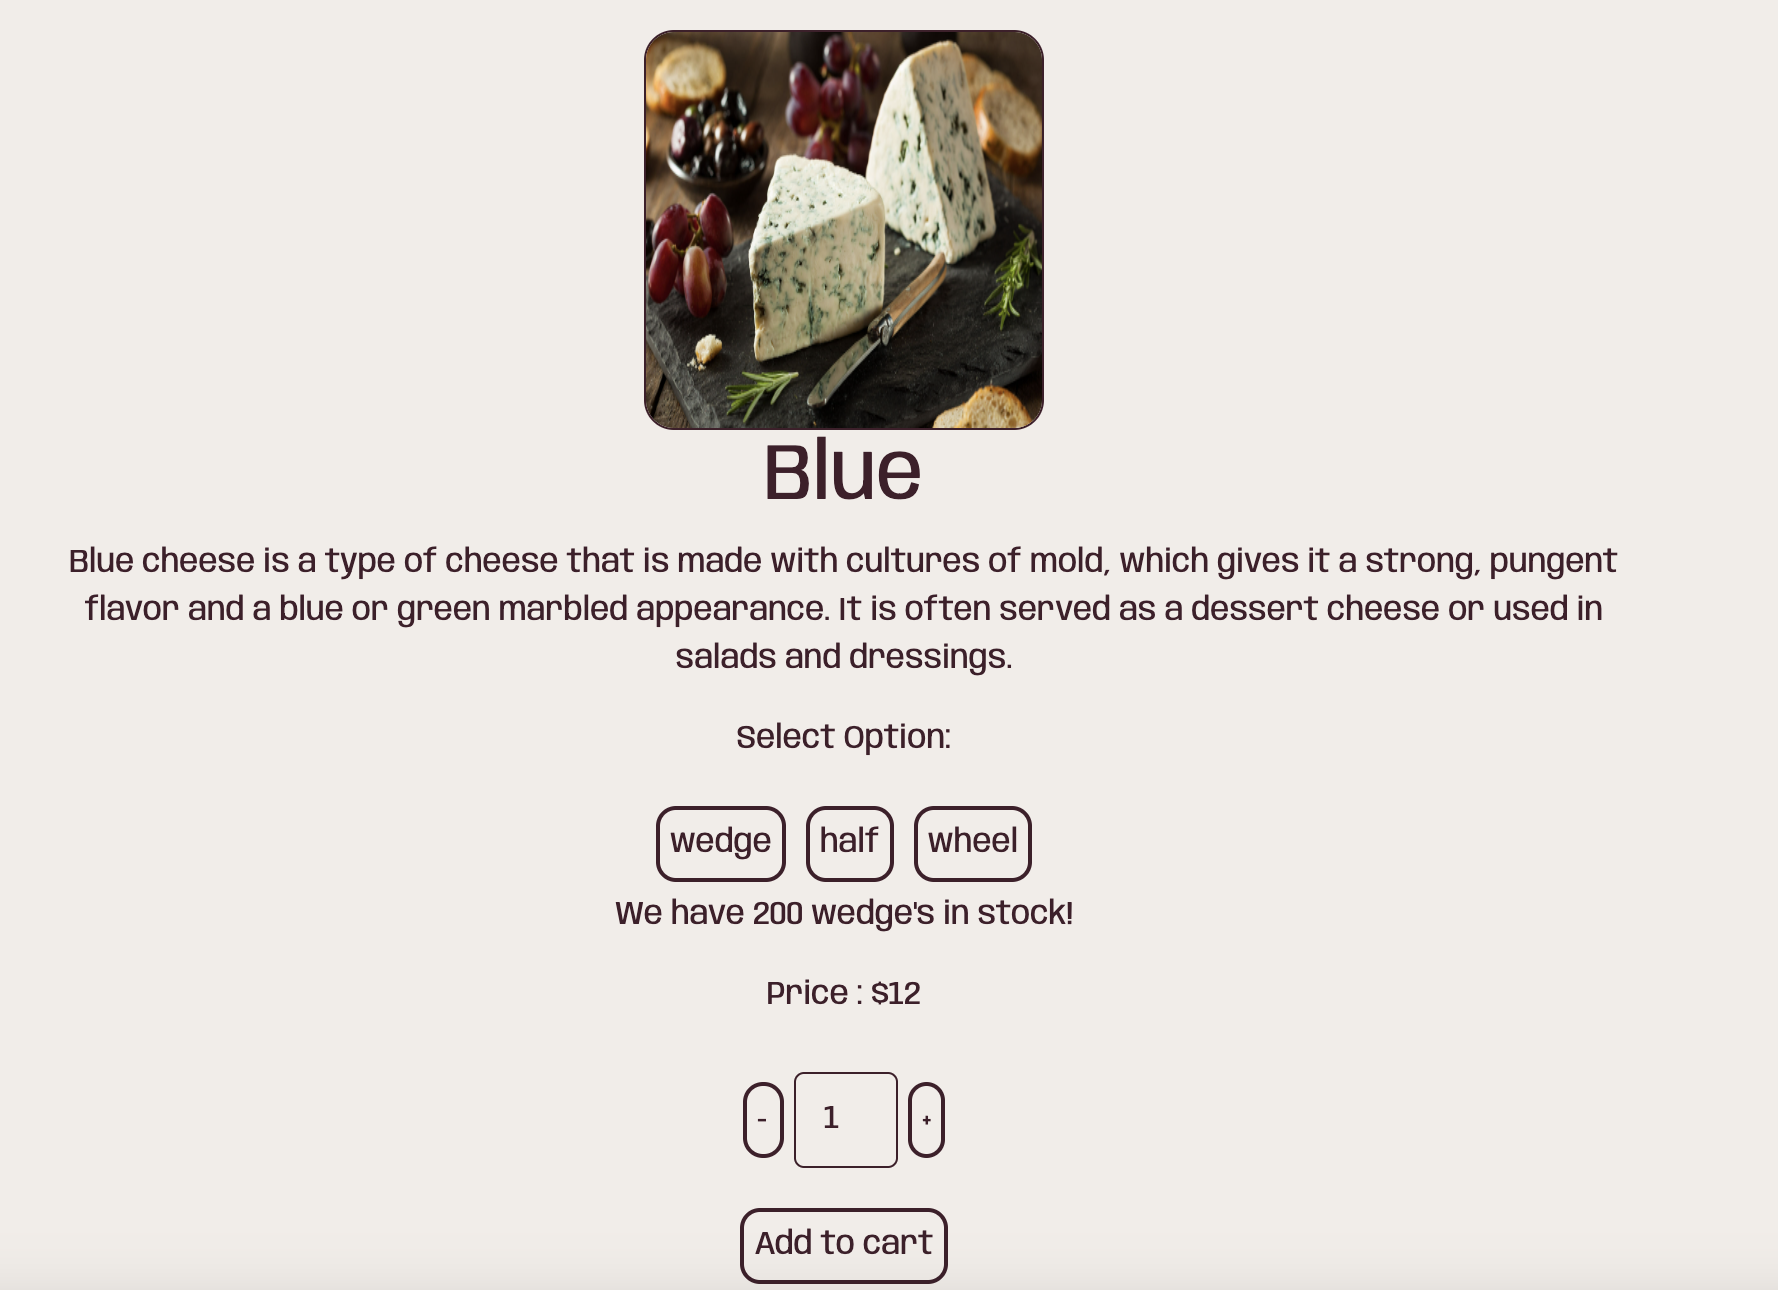 Blue
Blue cheese is a type of cheese that is made with cultures of mold, which gives it a strong, pungent
flavor and a blue or green marbled appearance. It is often served as a dessert cheese or used in
salads and dressings.
Select Option:
wedge half wheel
We have 200 wedge's in stock!
Price : $12
- 1 +
Add to cart